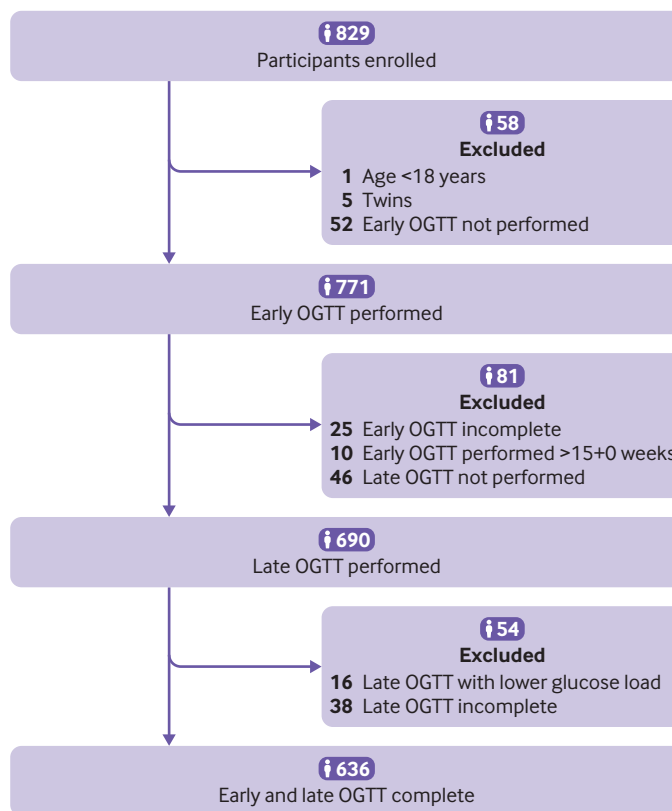 829
Participants enrolled
58
Excluded
1 Age <18 years
5 Twins
52 Early OGTT not performed
771
Early OGTT performed
81
Excluded
25 Early OGTT incomplete
10 Early OGTT performed >15+0 weeks
46 Late OGTT not performed
690
Late OGTT performed
54
Excluded
16 Late OGTT with lower glucose load
38 Late OGTT incomplete
636
Early and late OGTT complete